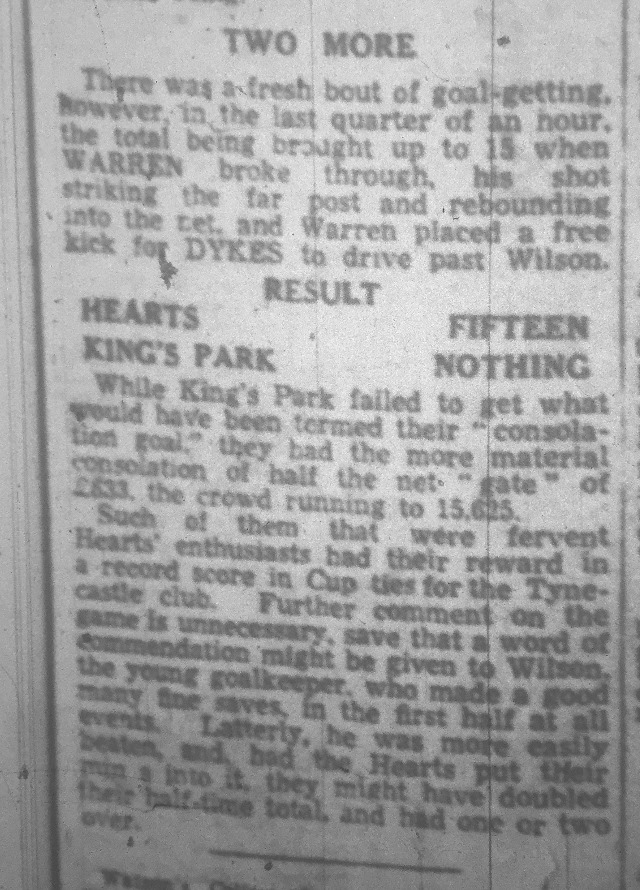 TWO MORE
There was a fresh bout of goal-getting,
however, in the last quarter of an hour,
the total being brought up to 15 when
WARREN broke through, his shot
striking the far post and rebounding
into the net, and Warren placed a free
kick for DYKES to drive past Wilson.
RESULT
HEARTS FIFTEEN
KING'S PARK NOTHING
While King's Park failed to get what
would have been termed their "consola-
tion goal," they had the more material
consolation of half the net "gate" of
£633, the crowd running to 15,625.
Such of them that were fervent
Hearts' enthusiasts had their reward in
a record score in Cup ties for the Tyne-
castle club. Further comment on the
game is unnecessary, save that a word of
commendation might be given to Wilson,
the young goalkeeper, who made a good
many fine saves, in the first half at all
events. Latterly, he was more easily
beaten, and, had the Hearts put their
min s into it, they might have doubled
their half-time total, and had one or two
over.